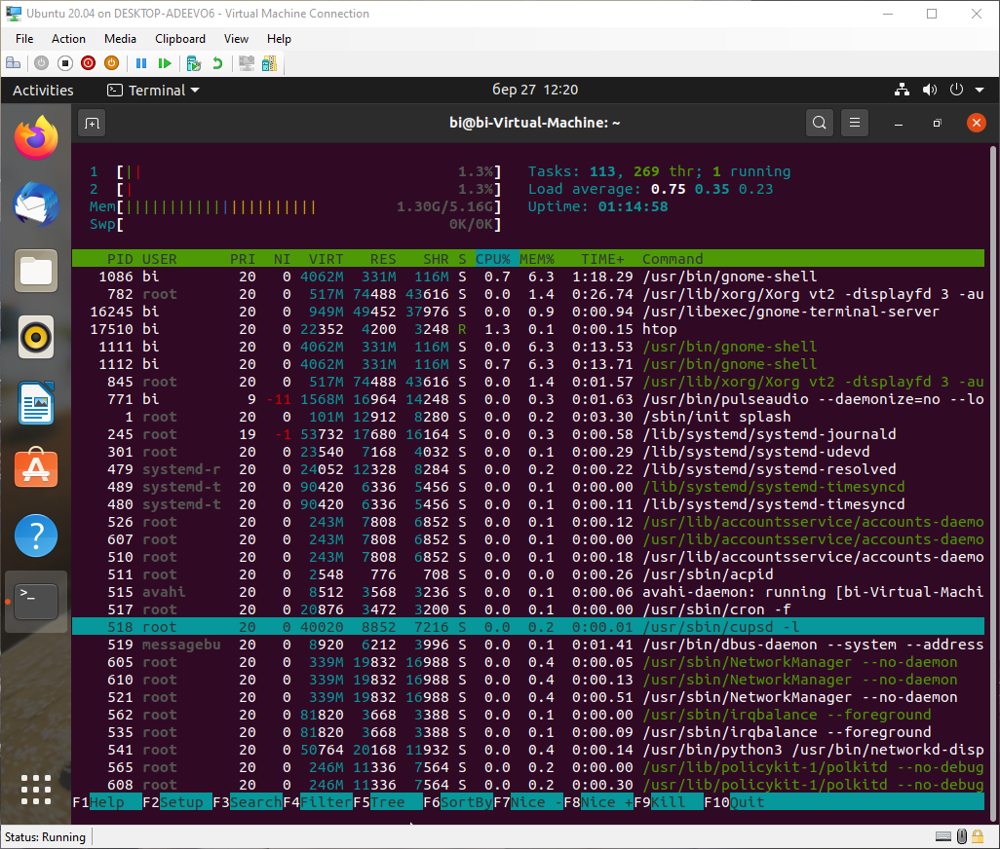 Ubuntu 20.04 on DESKTOP-ADEEVO6 - Virtual Machine Connection
File Action Media Clipboard View Help
Activities Terminal бер 27 12:20
bi@bi-Virtual-Machine: ~
1 [|| 1.3%] Tasks: 113, 269 thr; 1 running
2 [| 1.3%] Load average: 0.75 0.35 0.23
Mem[||||||||||||||||||||||| 1.30G/5.16G] Uptime: 01:14:58
Swp[ 0K/0K]
PID USER PRI NI VIRT RES SHR S CPU% MEM% TIME+ Command
1086 bi 20 0 4062M 331M 116M S 0.7 6.3 1:18.29 /usr/bin/gnome-shell
782 root 20 0 517M 74488 43616 S 0.0 1.4 0:26.74 /usr/lib/xorg/Xorg vt2 -displayfd 3 -au
16245 bi 20 0 949M 49452 37976 S 0.0 0.9 0:00.94 /usr/libexec/gnome-terminal-server
17510 bi 20 0 22352 4200 3248 R 1.3 0.1 0:00.15 htop
1111 bi 20 0 4062M 331M 116M S 0.0 6.3 0:13.53 /usr/bin/gnome-shell
1112 bi 20 0 4062M 331M 116M S 0.7 6.3 0:13.71 /usr/bin/gnome-shell
845 root 20 0 517M 74488 43616 S 0.0 1.4 0:01.57 /usr/lib/xorg/Xorg vt2 -displayfd 3 -au
771 bi 9 -11 1568M 16964 14248 S 0.0 0.3 0:01.63 /usr/bin/pulseaudio --daemonize=no --lo
1 root 20 0 101M 12912 8280 S 0.0 0.2 0:03.30 /sbin/init splash
245 root 19 -1 53732 17680 16164 S 0.0 0.3 0:00.58 /lib/systemd/systemd-journald
301 root 20 0 23540 7168 4032 S 0.0 0.1 0:00.29 /lib/systemd/systemd-udevd
479 systemd-r 20 0 24052 12328 8284 S 0.0 0.2 0:00.22 /lib/systemd/systemd-resolved
489 systemd-t 20 0 90420 6336 5456 S 0.0 0.1 0:00.00 /lib/systemd/systemd-timesyncd
480 systemd-t 20 0 90420 6336 5456 S 0.0 0.1 0:00.11 /lib/systemd/systemd-timesyncd
526 root 20 0 243M 7808 6852 S 0.0 0.1 0:00.12 /usr/lib/accountsservice/accounts-daemo
607 root 20 0 243M 7808 6852 S 0.0 0.1 0:00.00 /usr/lib/accountsservice/accounts-daemo
510 root 20 0 243M 7808 6852 S 0.0 0.1 0:00.18 /usr/lib/accountsservice/accounts-daemo
511 root 20 0 2548 776 708 S 0.0 0.0 0:00.26 /usr/sbin/acpid
515 avahi 20 0 8512 3568 3236 S 0.0 0.1 0:00.06 avahi-daemon: running [bi-Virtual-Machi
517 root 20 0 20876 3472 3200 S 0.0 0.1 0:00.00 /usr/sbin/cron -f
518 root 20 0 40020 8852 7216 S 0.0 0.2 0:00.01 /usr/sbin/cupsd -l
519 messagebu 20 0 8920 6212 3996 S 0.0 0.1 0:01.41 /usr/bin/dbus-daemon --system --address
605 root 20 0 339M 19832 16988 S 0.0 0.4 0:00.05 /usr/sbin/NetworkManager --no-daemon
610 root 20 0 339M 19832 16988 S 0.0 0.4 0:00.13 /usr/sbin/NetworkManager --no-daemon
521 root 20 0 339M 19832 16988 S 0.0 0.4 0:00.51 /usr/sbin/NetworkManager --no-daemon
562 root 20 0 81820 3668 3388 S 0.0 0.1 0:00.00 /usr/sbin/irqbalance --foreground
535 root 20 0 81820 3668 3388 S 0.0 0.1 0:00.09 /usr/sbin/irqbalance --foreground
541 root 20 0 50764 20168 11932 S 0.0 0.4 0:00.14 /usr/bin/python3 /usr/bin/networkd-disp
565 root 20 0 246M 11336 7564 S 0.0 0.2 0:00.00 /usr/lib/policykit-1/polkitd --no-debug
608 root 20 0 246M 11336 7564 S 0.0 0.2 0:00.30 /usr/lib/policykit-1/polkitd --no-debug
F1Help F2Setup F3SearchF4FilterF5Tree F6SortByF7Nice -F8Nice +F9Kill F10Quit
Status: Running